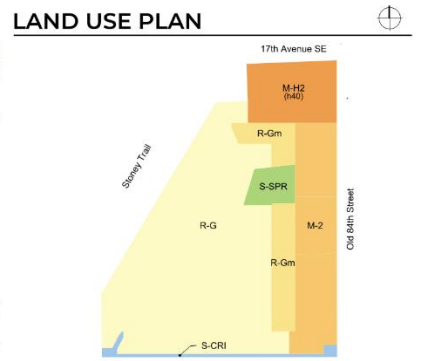 LAND USE PLAN
17th Avenue SE
M-H2
(h40)
R-Gm
Stoney Trail
S-SPR
R-G
M-2
Old 84th Street
R-Gm
S-CRI